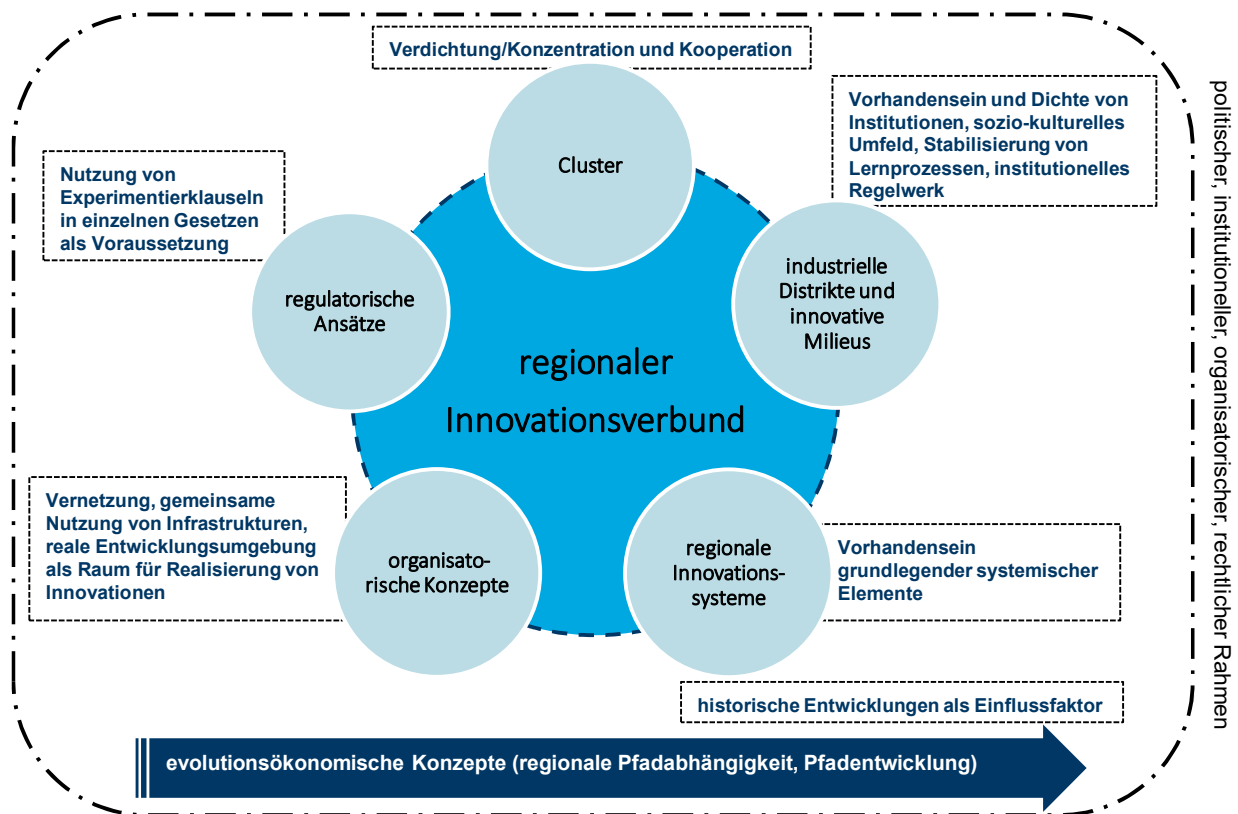 Verdichtung/Konzentration und Kooperation
Cluster
Vorhandensein und Dichte von
Institutionen, sozio-kulturelles
Umfeld, Stabilisierung von
Lernprozessen, institutionelles
Regelwerk
industrielle
Distrikte und
innovative
Milieus
Nutzung von
Experimentierklauseln
in einzelnen Gesetzen
als Voraussetzung
regulatorische
Ansätze
regionaler
Innovationsverbund
Vernetzung, gemeinsame
Nutzung von Infrastrukturen,
reale Entwicklungsumgebung
als Raum für Realisierung von
Innovationen
organisato-
rische Konzepte
regionale
Innovations-
systeme
Vorhandensein
grundlegender systemischer
Elemente
historische Entwicklungen als Einflussfaktor
evolutionsökonomische Konzepte (regionale Pfadabhängigkeit, Pfadentwicklung)
politischer, institutioneller, organisatorischer, rechtlicher Rahmen